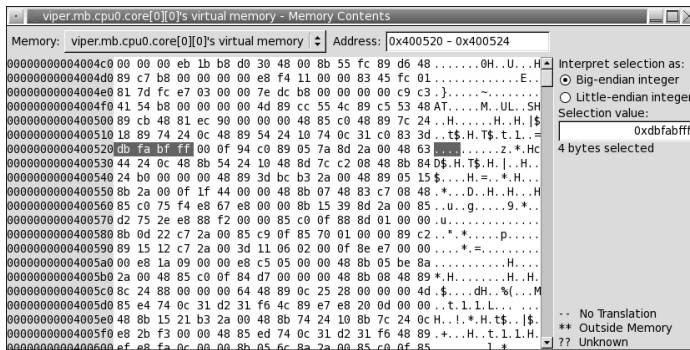 viper.mb.cpu0.core[0][0]'s virtual memory - Memory Contents
Memory: viper.mb.cpu0.core[0][0]'s virtual memory Address: 0x400520 – 0x400524
00000000004004c0 00 00 00 eb 1b b8 d0 30 48 00 8b 55 fc 89 d6 48 .......0H..U...H
00000000004004d0 89 c7 b8 00 00 00 00 e8 f4 11 00 00 83 45 fc 01 .............E..
00000000004004e0 81 7d fc e7 03 00 00 7e dc b8 00 00 00 00 c9 c3 .}.....~........
00000000004004f0 41 54 b8 00 00 00 00 4d 89 cc 55 4c 89 c5 53 48 AT.....M..UL..SH
0000000000400500 89 cb 48 81 ec 90 00 00 00 48 85 c0 48 89 7c 24 ..H......H..H.|$
0000000000400510 18 89 74 24 0c 48 89 54 24 10 74 0c 31 c0 83 3d ..t$.H.T$.t.1..=
0000000000400520 db fa bf ff 00 0f 94 c0 89 05 7a 8d 2a 00 48 63 ..........z.*.Hc
0000000000400530 44 24 0c 48 8b 54 24 10 48 8d 7c c2 08 48 8b 84 D$.H.T$.H.|..H..
0000000000400540 24 b0 00 00 00 48 89 3d bc b3 2a 00 48 89 05 15 $....H.=..*.H...
0000000000400550 8b 2a 00 0f 1f 44 00 00 48 8b 07 48 83 c7 08 48 .*...D..H..H...H
0000000000400560 85 c0 75 f4 e8 67 e8 00 00 8b 15 39 8d 2a 00 85 ..u..g.....9.*..
0000000000400570 d2 75 2e e8 88 f2 00 00 85 c0 0f 88 8d 01 00 00 .u..............
0000000000400580 8b 0d 22 c7 2a 00 85 c9 0f 85 70 01 00 00 89 c2 ..".*.....p.....
0000000000400590 89 15 12 c7 2a 00 3d 11 06 02 00 0f 8e e7 00 00 ....*.=.........
00000000004005a0 00 e8 1a 09 00 00 e8 c5 05 00 00 48 8b 05 be 8a ...........H....
00000000004005b0 2a 00 48 85 c0 0f 84 d7 00 00 00 48 8b 08 48 89 *.H........H..H.
00000000004005c0 8c 24 88 00 00 00 64 48 89 0c 25 28 00 00 00 4d .$....dH..%(...M
00000000004005d0 85 e4 74 0c 31 d2 31 f6 4c 89 e7 e8 20 0d 00 00 ..t.1.1.L... ...
00000000004005e0 48 8b 15 21 b3 2a 00 48 8b 74 24 10 8b 7c 24 0c H..!.*.H.t$..|$.
00000000004005f0 e8 2b f3 00 00 48 85 ed 74 0c 31 d2 31 f6 48 89 .+...H..t.1.1.H.
0000000000400600 ef e8 fa 0c 00 00 8b 05 6c 8a 2a 00 85 c0 0f 85 ........l.*.....
Interpret selection as:
Big-endian integer
Little-endian integer
Selection value:
0xdbfabfff
4 bytes selected
-- No Translation
** Outside Memory
?? Unknown